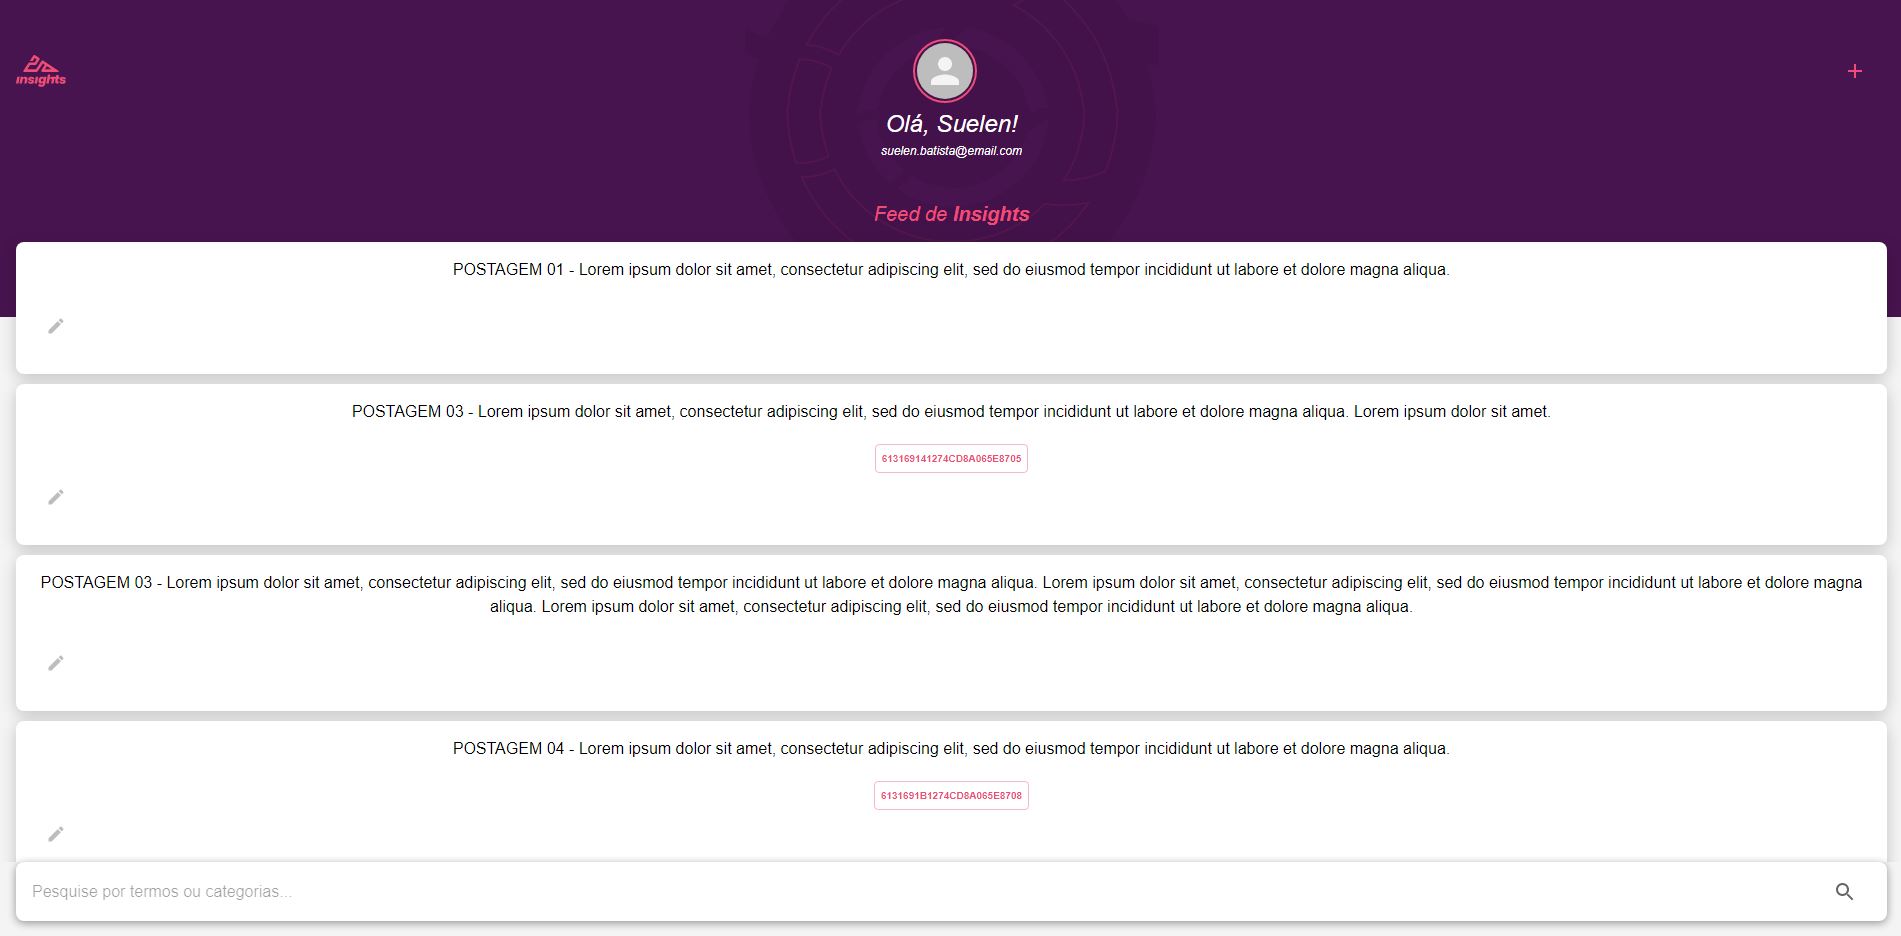 insights
Olá, Suelen!
suelen.batista@email.com
Feed de Insights
POSTAGEM 01 - Lorem ipsum dolor sit amet, consectetur adipiscing elit, sed do eiusmod tempor incididunt ut labore et dolore magna aliqua.
POSTAGEM 03 - Lorem ipsum dolor sit amet, consectetur adipiscing elit, sed do eiusmod tempor incididunt ut labore et dolore magna aliqua. Lorem ipsum dolor sit amet.
613169141274CD8A065E8705
POSTAGEM 03 - Lorem ipsum dolor sit amet, consectetur adipiscing elit, sed do eiusmod tempor incididunt ut labore et dolore magna aliqua. Lorem ipsum dolor sit amet, consectetur adipiscing elit, sed do eiusmod tempor incididunt ut labore et dolore magna
aliqua. Lorem ipsum dolor sit amet, consectetur adipiscing elit, sed do eiusmod tempor incididunt ut labore et dolore magna aliqua.
POSTAGEM 04 - Lorem ipsum dolor sit amet, consectetur adipiscing elit, sed do eiusmod tempor incididunt ut labore et dolore magna aliqua.
6131691B1274CD8A065E8708
Pesquise por termos ou categorias...